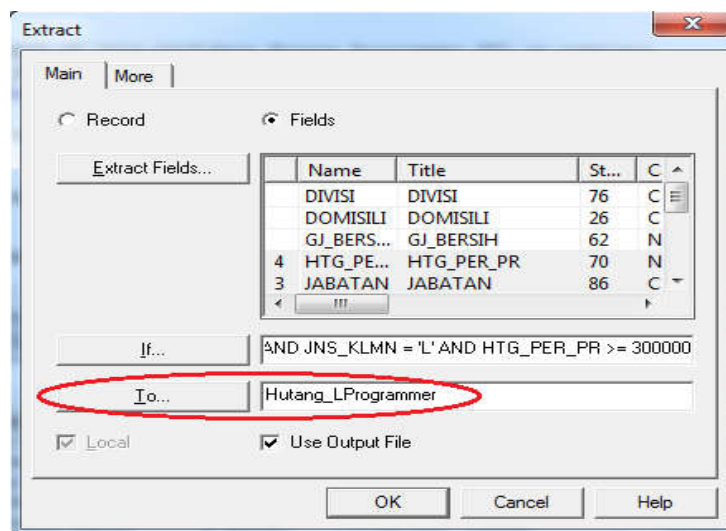 Extract
Main More
Record Fields
Extract Fields...
Name Title St... C
DIVISI DIVISI 76 C
DOMISILI DOMISILI 26 C
GJ_BERS... GJ_BERSIH 62 N
4 HTG_PE... HTG_PER_PR 70 N
3 JABATAN JABATAN 86 C
If... AND JNS_KLMN = 'L' AND HTG_PER_PR >= 300000
To... Hutang_LProgrammer
Local Use Output File
OK Cancel Help